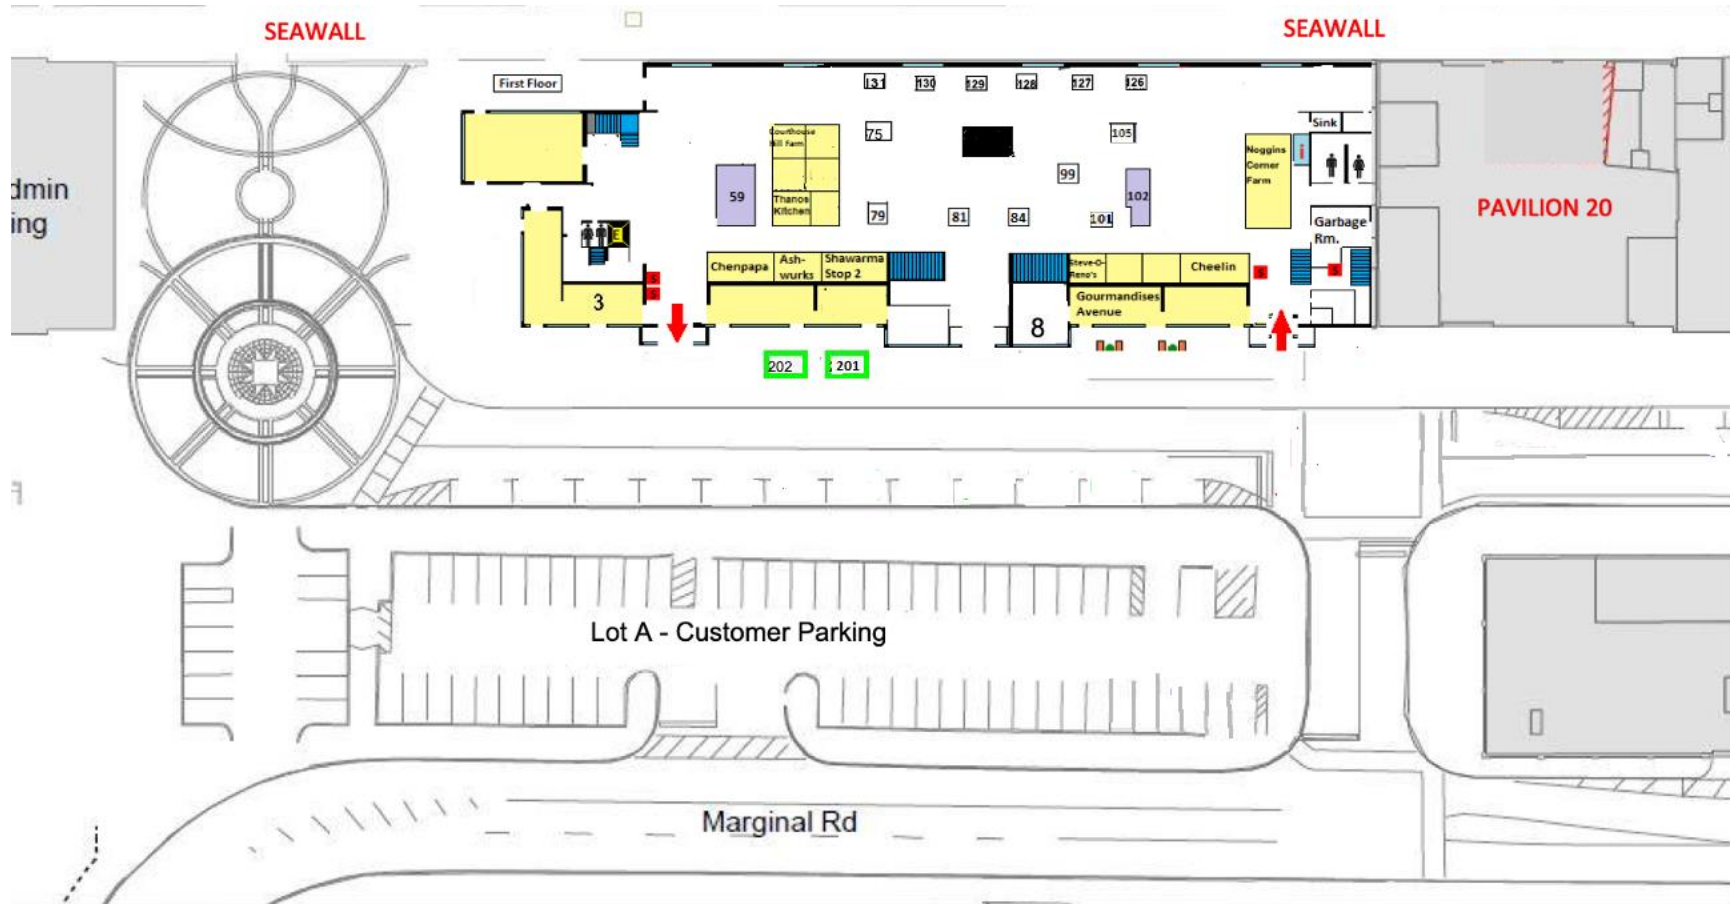 SEAWALL
SEAWALL
First Floor
131
130
129
128
127
126
75
105
Courthouse
Hill Farm
Noggins
Corner
Farm
i
Sink
99
59
102
Thanos
Kitchen
79
81
84
101
Garbage
Rm.
PAVILION 20
dmin
ing
E
Chenpapa
Ash-
wurks
Shawarma
Stop 2
Steve-O-
Reno's
Cheelin
S
S
S
S
3
Gourmandises
Avenue
8
202
201
Lot A - Customer Parking
Marginal Rd